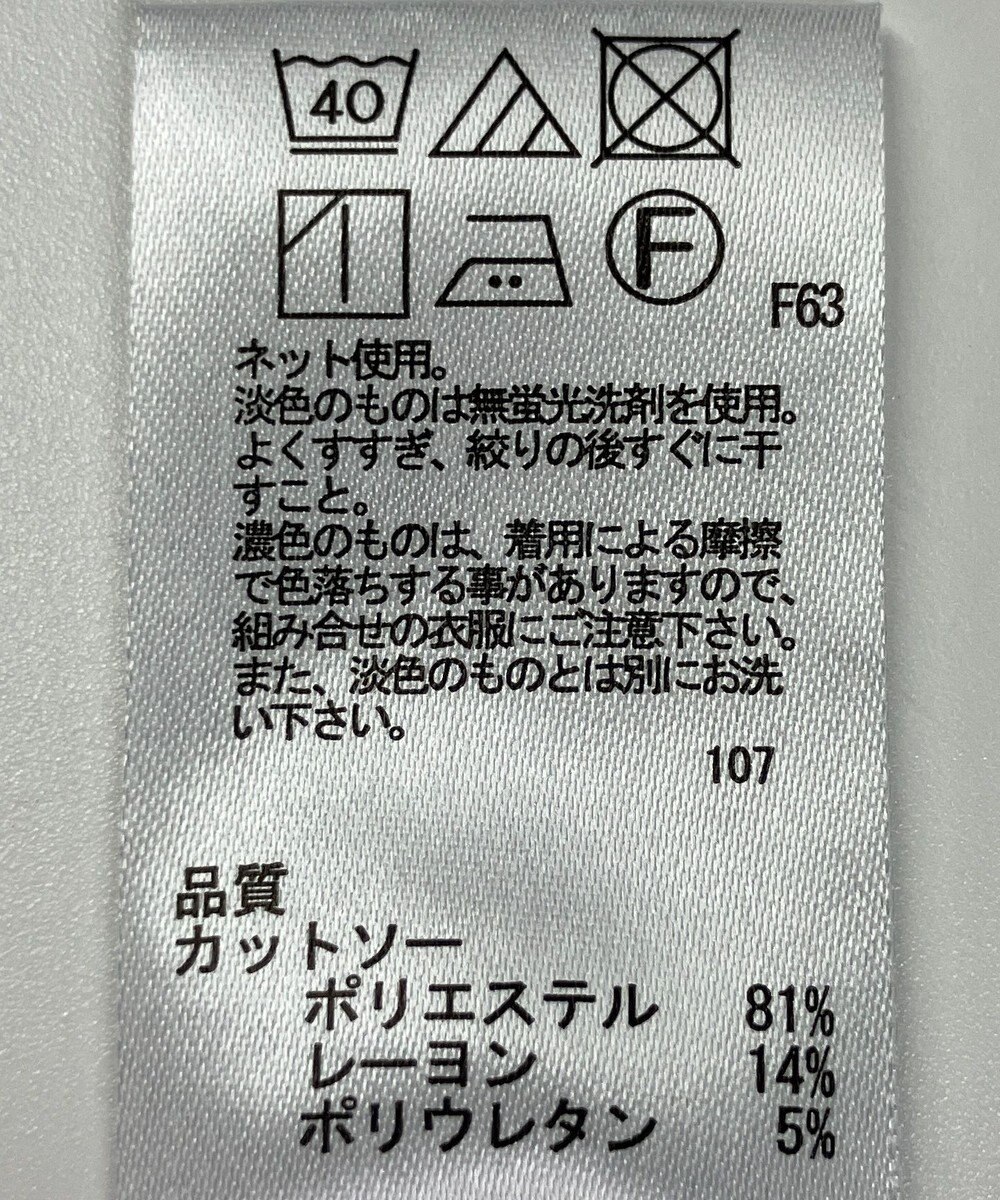 40
F
F63
ネット使用。
淡色のものは無蛍光洗剤を使用。
よくすすぎ、絞りの後すぐに干
すこと。
濃色のものは、着用による摩擦
で色落ちする事がありますので、
組み合せの衣服にご注意下さい。
また、淡色のものとは別にお洗
い下さい。
107
品質
カットソー
ポリエステル 81%
レーヨン 14%
ポリウレタン 5%